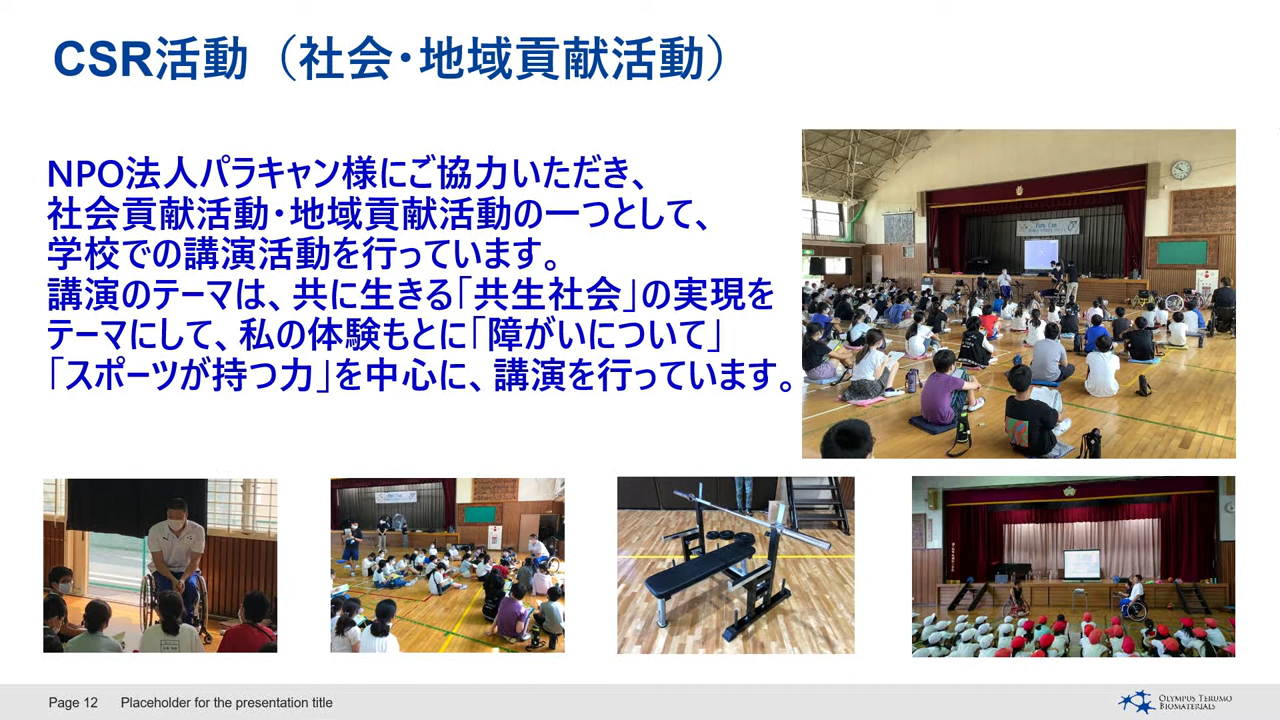 CSR活動（社会・地域貢献活動）
NPO法人パラキャン様にご協力いただき、
社会貢献活動・地域貢献活動の一つとして、
学校での講演活動を行っています。
講演のテーマは、共に生きる「共生社会」の実現を
テーマにして、私の体験もとに「障がいについて」
「スポーツが持つ力」を中心に、講演を行っています。
Page 12 Placeholder for the presentation title
OLYMPUS TERUMO
BIOMATERIALS